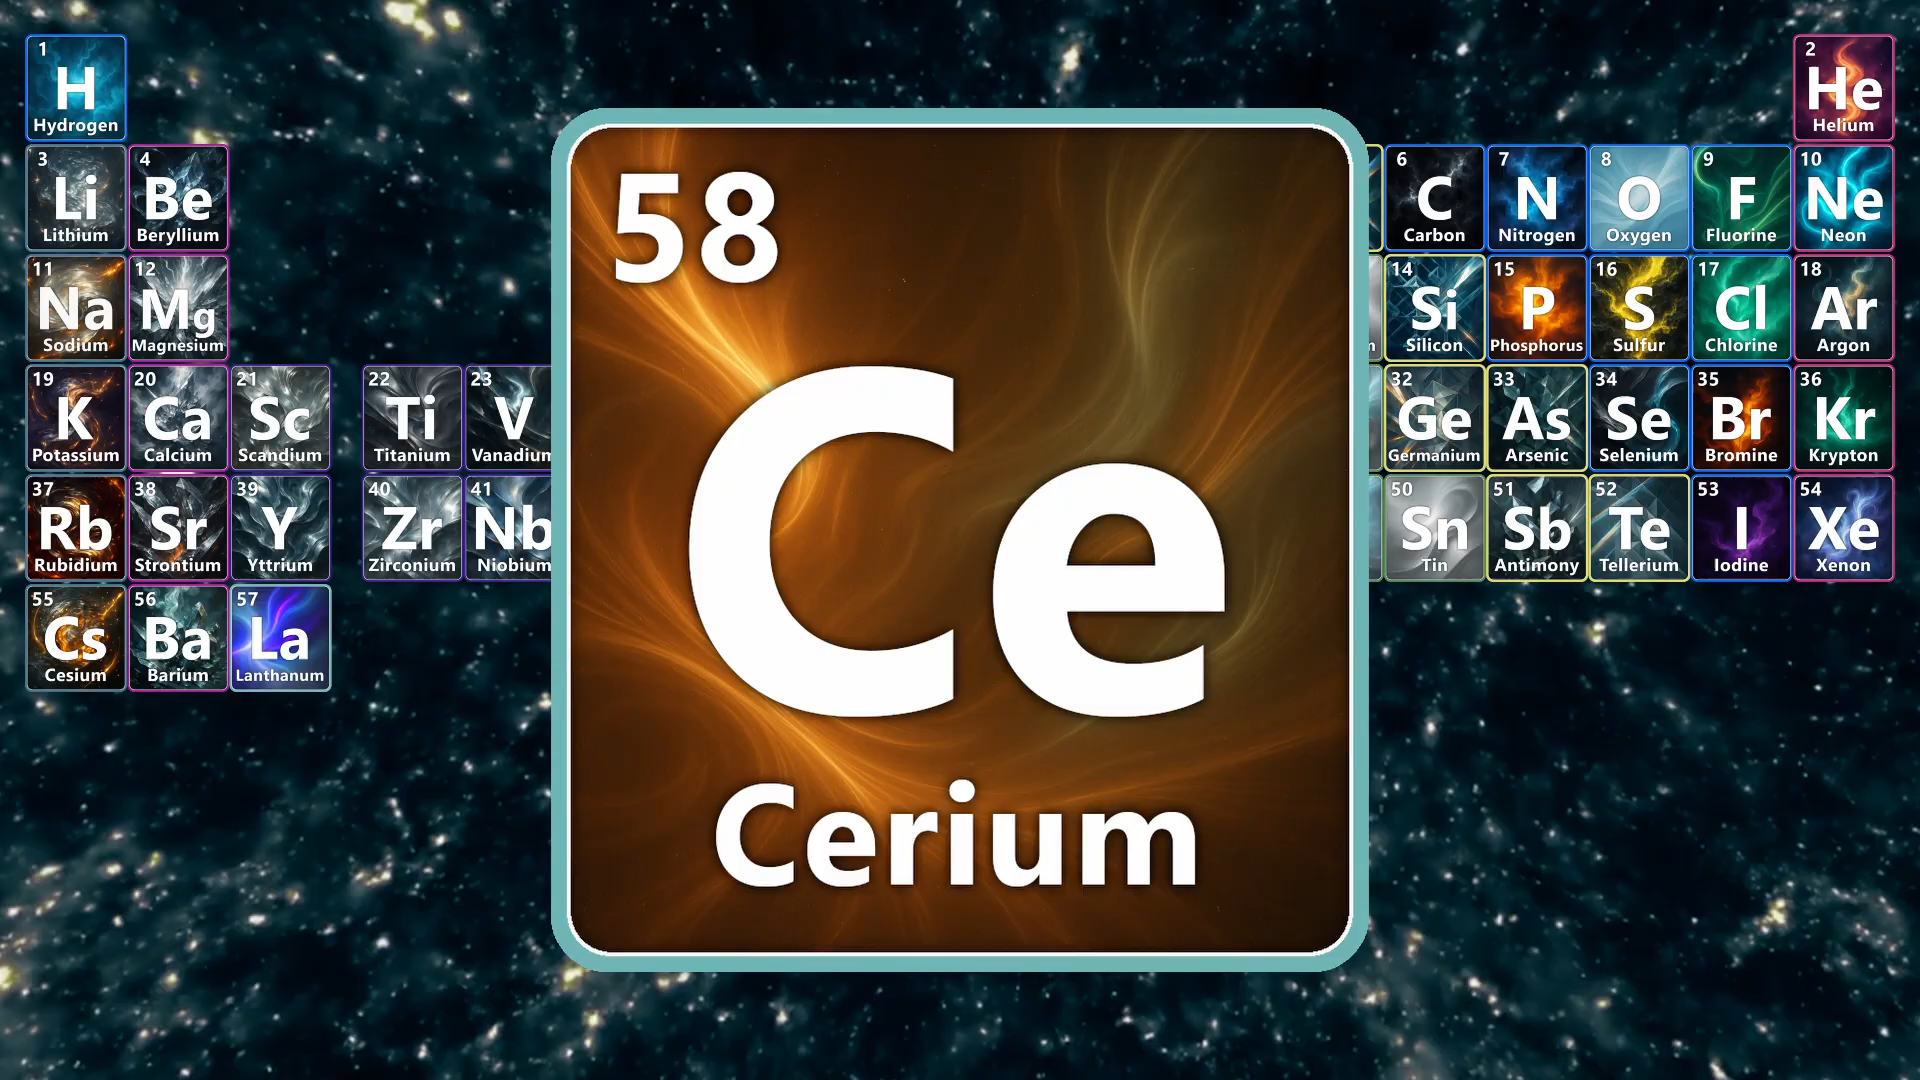 1
H
Hydrogen
2
He
Helium
3
Li
Lithium
4
Be
Beryllium
6
C
Carbon
7
N
Nitrogen
8
O
Oxygen
9
F
Fluorine
10
Ne
Neon
11
Na
Sodium
12
Mg
Magnesium
14
Si
Silicon
15
P
Phosphorus
16
S
Sulfur
17
Cl
Chlorine
18
Ar
Argon
19
K
Potassium
20
Ca
Calcium
21
Sc
Scandium
22
Ti
Titanium
23
V
Vanadium
32
Ge
Germanium
33
As
Arsenic
34
Se
Selenium
35
Br
Bromine
36
Kr
Krypton
37
Rb
Rubidium
38
Sr
Strontium
39
Y
Yttrium
40
Zr
Zirconium
41
Nb
Niobium
50
Sn
Tin
51
Sb
Antimony
52
Te
Tellerium
53
I
Iodine
54
Xe
Xenon
55
Cs
Cesium
56
Ba
Barium
57
La
Lanthanum
58
Ce
Cerium